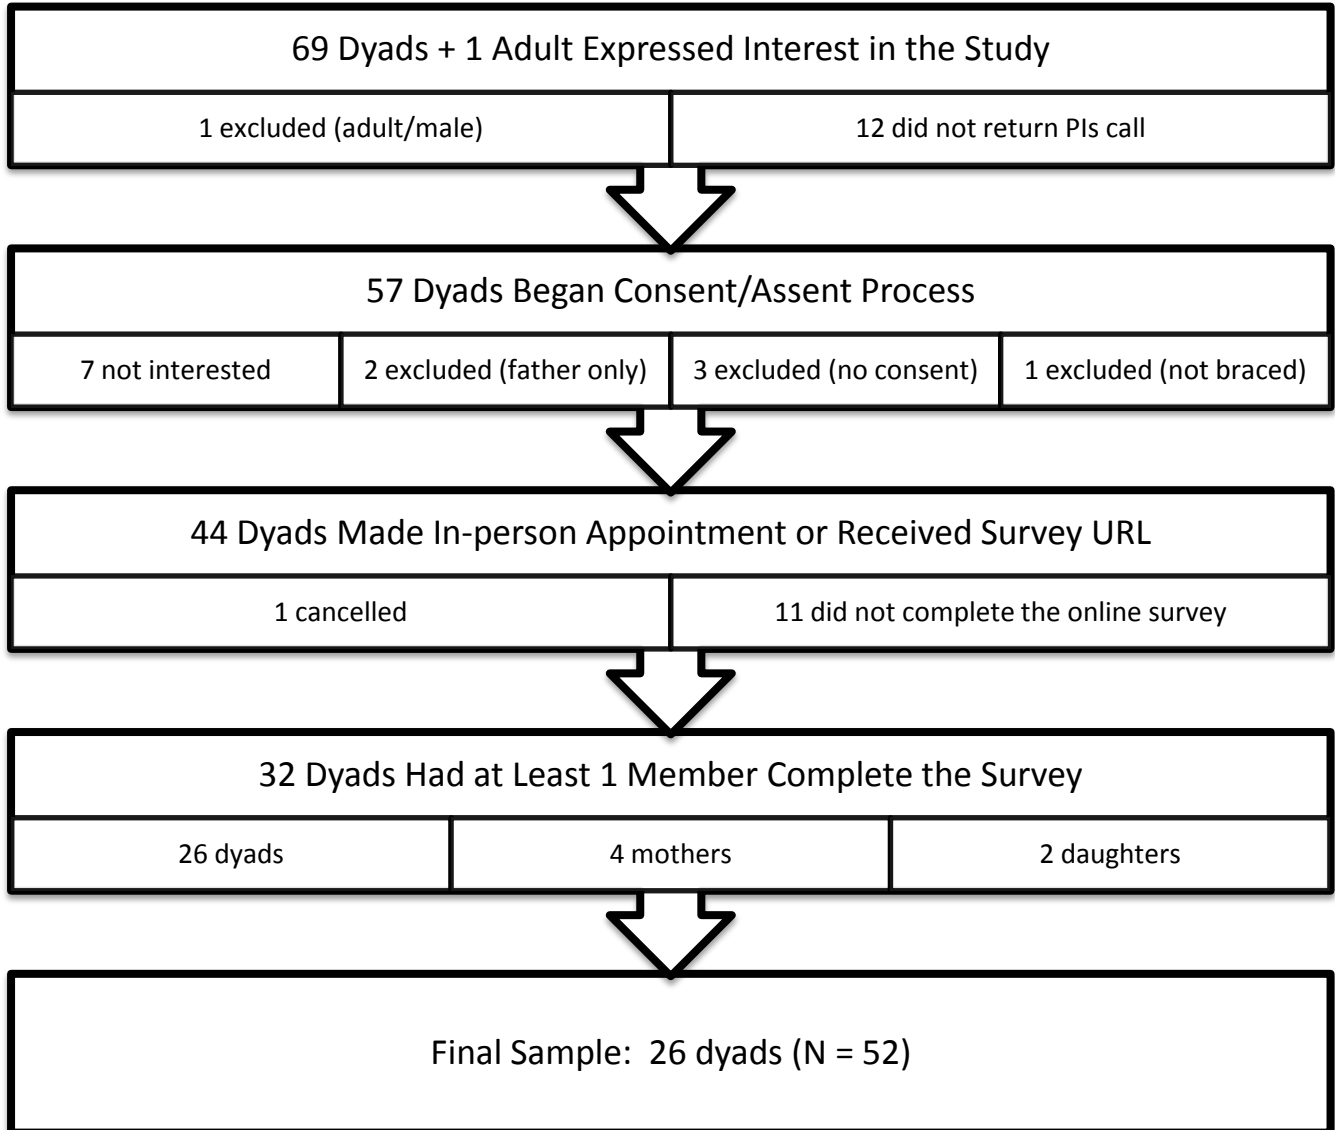 69 Dyads + 1 Adult Expressed Interest in the Study
1 excluded (adult/male)
12 did not return PIs call
57 Dyads Began Consent/Assent Process
7 not interested
2 excluded (father only)
3 excluded (no consent)
1 excluded (not braced)
44 Dyads Made In-person Appointment or Received Survey URL
1 cancelled
11 did not complete the online survey
32 Dyads Had at Least 1 Member Complete the Survey
26 dyads
4 mothers
2 daughters
Final Sample:  26 dyads (N = 52)